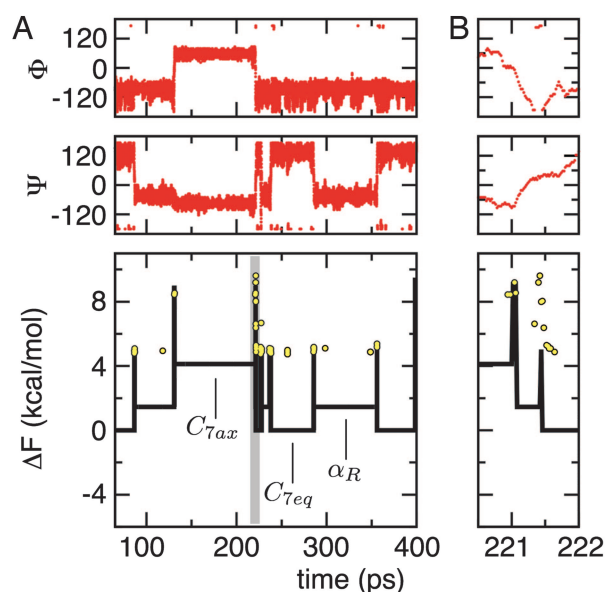 A
B
Φ
120
0
-120
Ψ
120
0
-120
ΔF (kcal/mol)
8
4
0
-4
C7ax
C7eq
αR
100 200 300 400
221 222
time (ps)